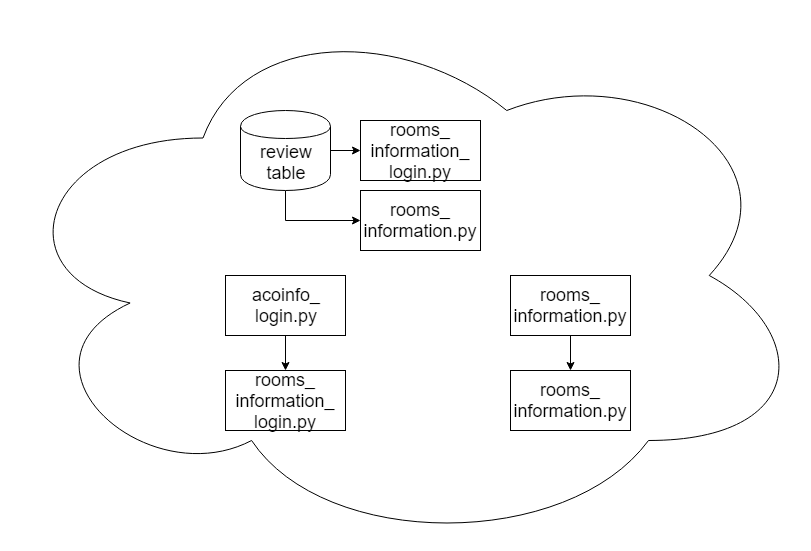 review
table
rooms_
information_
login.py
rooms_
information.py
acoinfo_
login.py
rooms_
information_
login.py
rooms_
information.py
rooms_
information.py